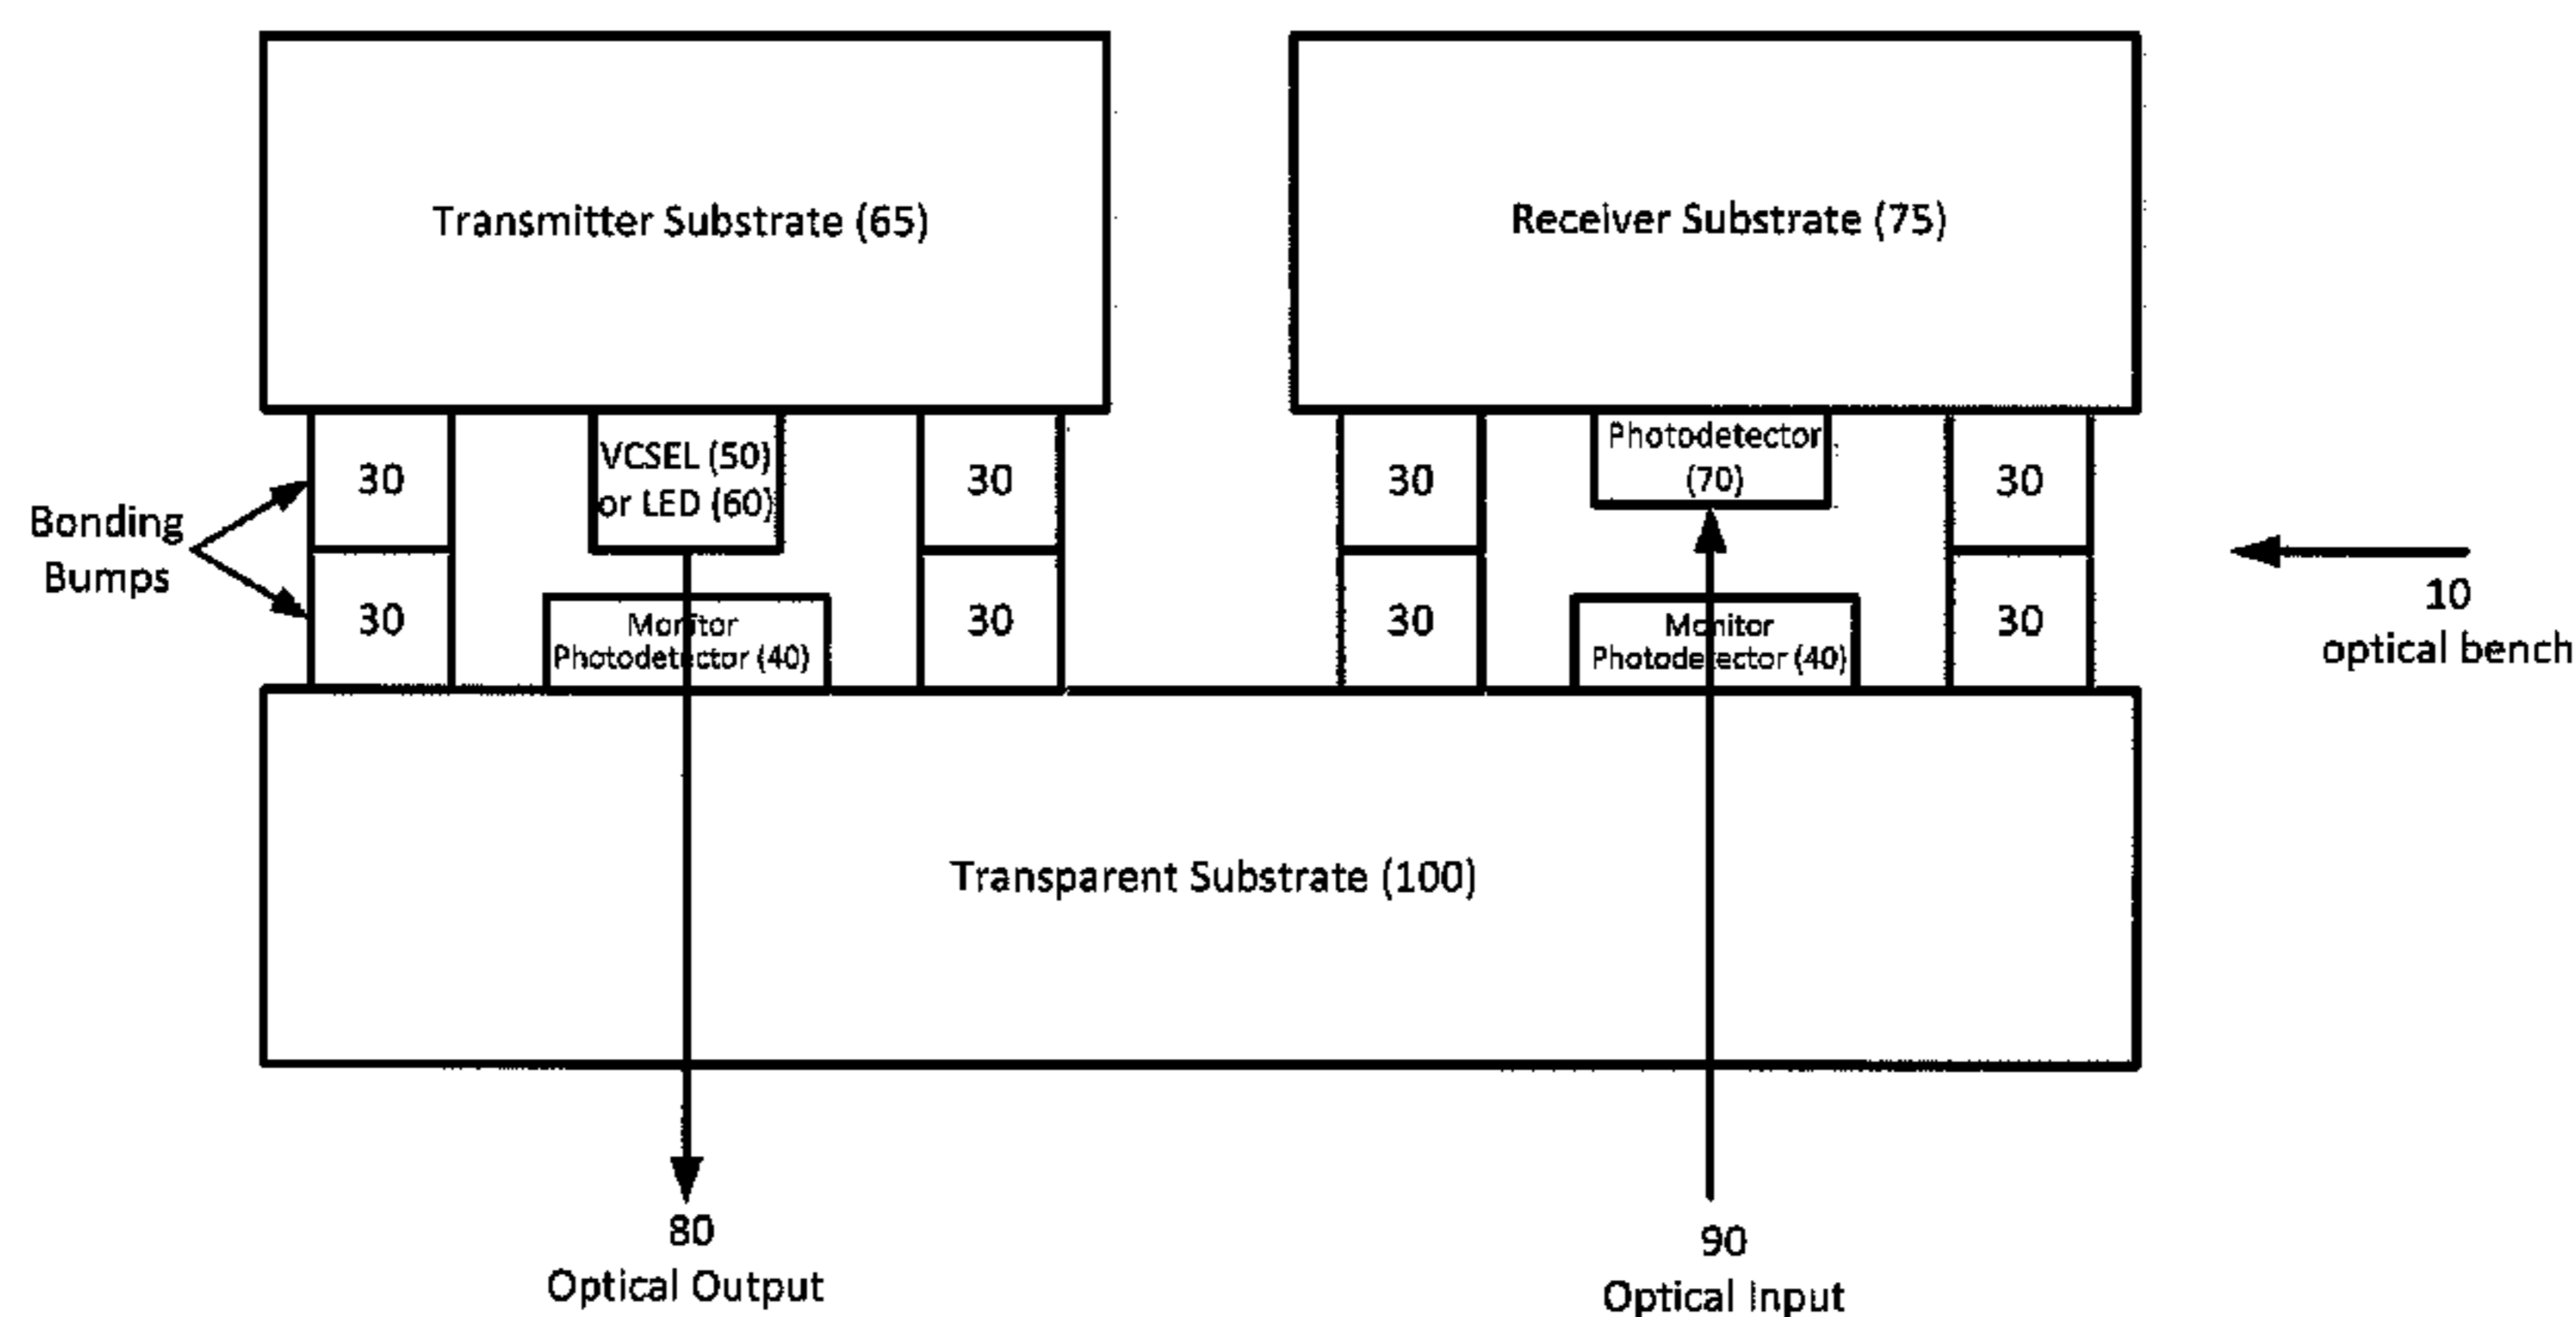 Transmitter Substrate (65)
Receiver Substrate (75)
VCSEL (50)
or LED (60)
Photodetector
(70)
30
30
30
30
Bonding
Bumps
30
30
30
30
Monitor
Photodetector (40)
Monitor
Photodetector (40)
10
optical bench
Transparent Substrate (100)
80
Optical Output
90
Optical Input